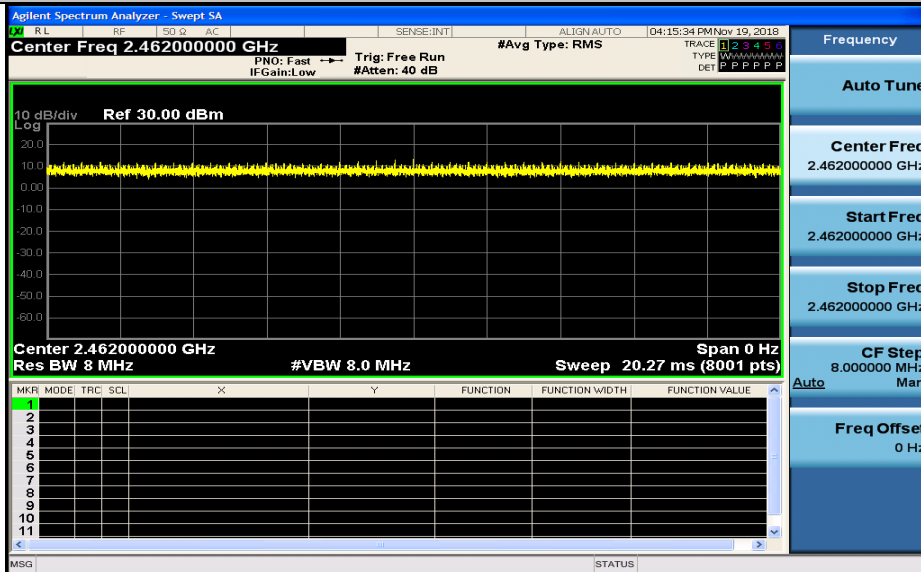 Agilent Spectrum Analyzer - Swept SA
RL RF 50 Ω AC SENSE:INT ALIGN AUTO 04:15:34 PM Nov 19, 2018
Center Freq 2.462000000 GHz
PNO: Fast
IFGain:Low
Trig: Free Run
#Atten: 40 dB
#Avg Type: RMS
TRACE 1 2 3 4 5 6
TYPE
DET P P P P P P
10 dB/div Ref 30.00 dBm
Log
20.0
10.0
0.00
-10.0
-20.0
-30.0
-40.0
-50.0
-60.0
Center 2.462000000 GHz Span 0 Hz
Res BW 8 MHz #VBW 8.0 MHz Sweep 20.27 ms (8001 pts)
MKR MODE TRC SCL X Y FUNCTION FUNCTION WIDTH FUNCTION VALUE
1
2
3
4
5
6
7
8
9
10
11
MSG STATUS
Frequency
Auto Tune
Center Freq
2.462000000 GHz
Start Freq
2.462000000 GHz
Stop Freq
2.462000000 GHz
CF Step
8.000000 MHz
Auto Man
Freq Offset
0 Hz